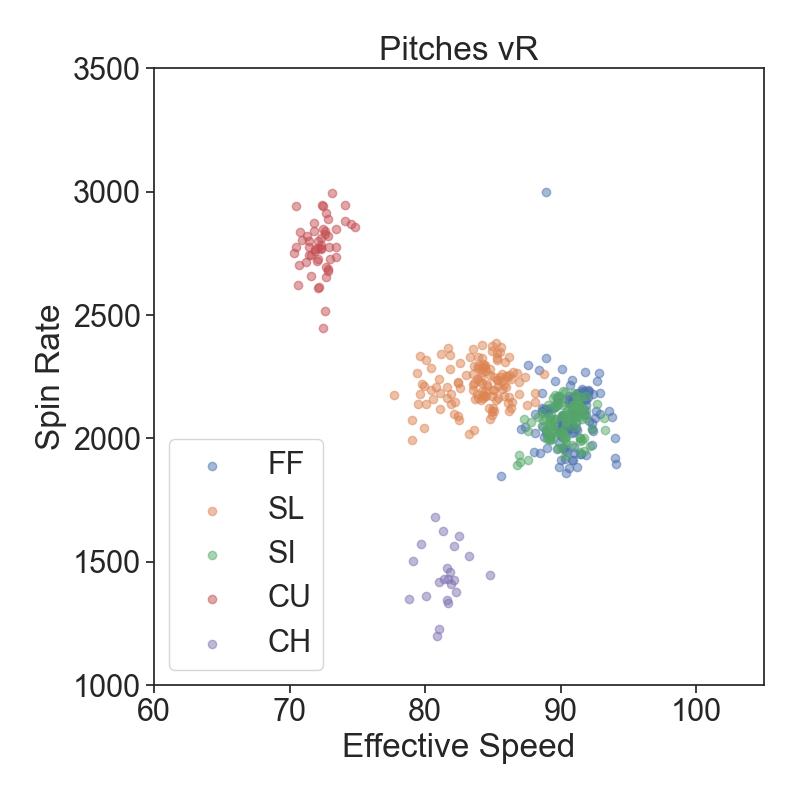 Pitches vR
3500
3000
2500
2000
1500
1000
Spin Rate
FF
SL
SI
CU
CH
60 70 80 90 100
Effective Speed